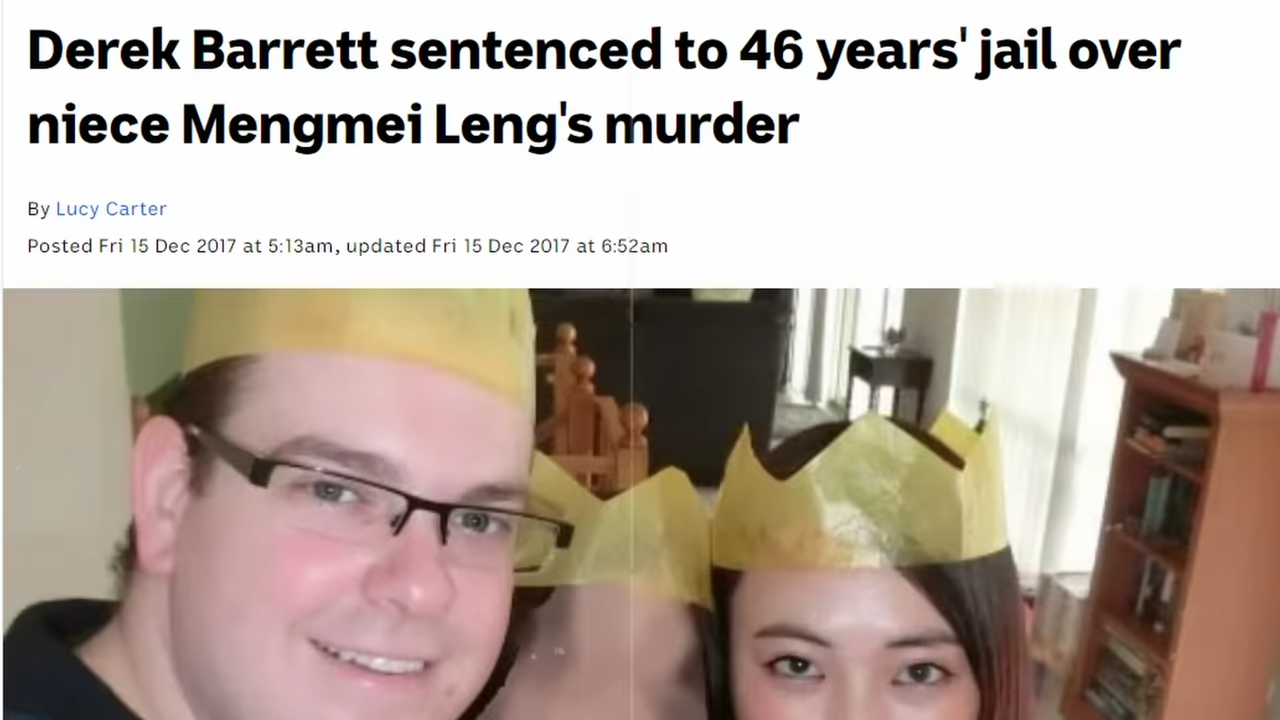 Derek Barrett sentenced to 46 years' jail over
niece Mengmei Leng's murder
By Lucy Carter
Posted Fri 15 Dec 2017 at 5:13am, updated Fri 15 Dec 2017 at 6:52am